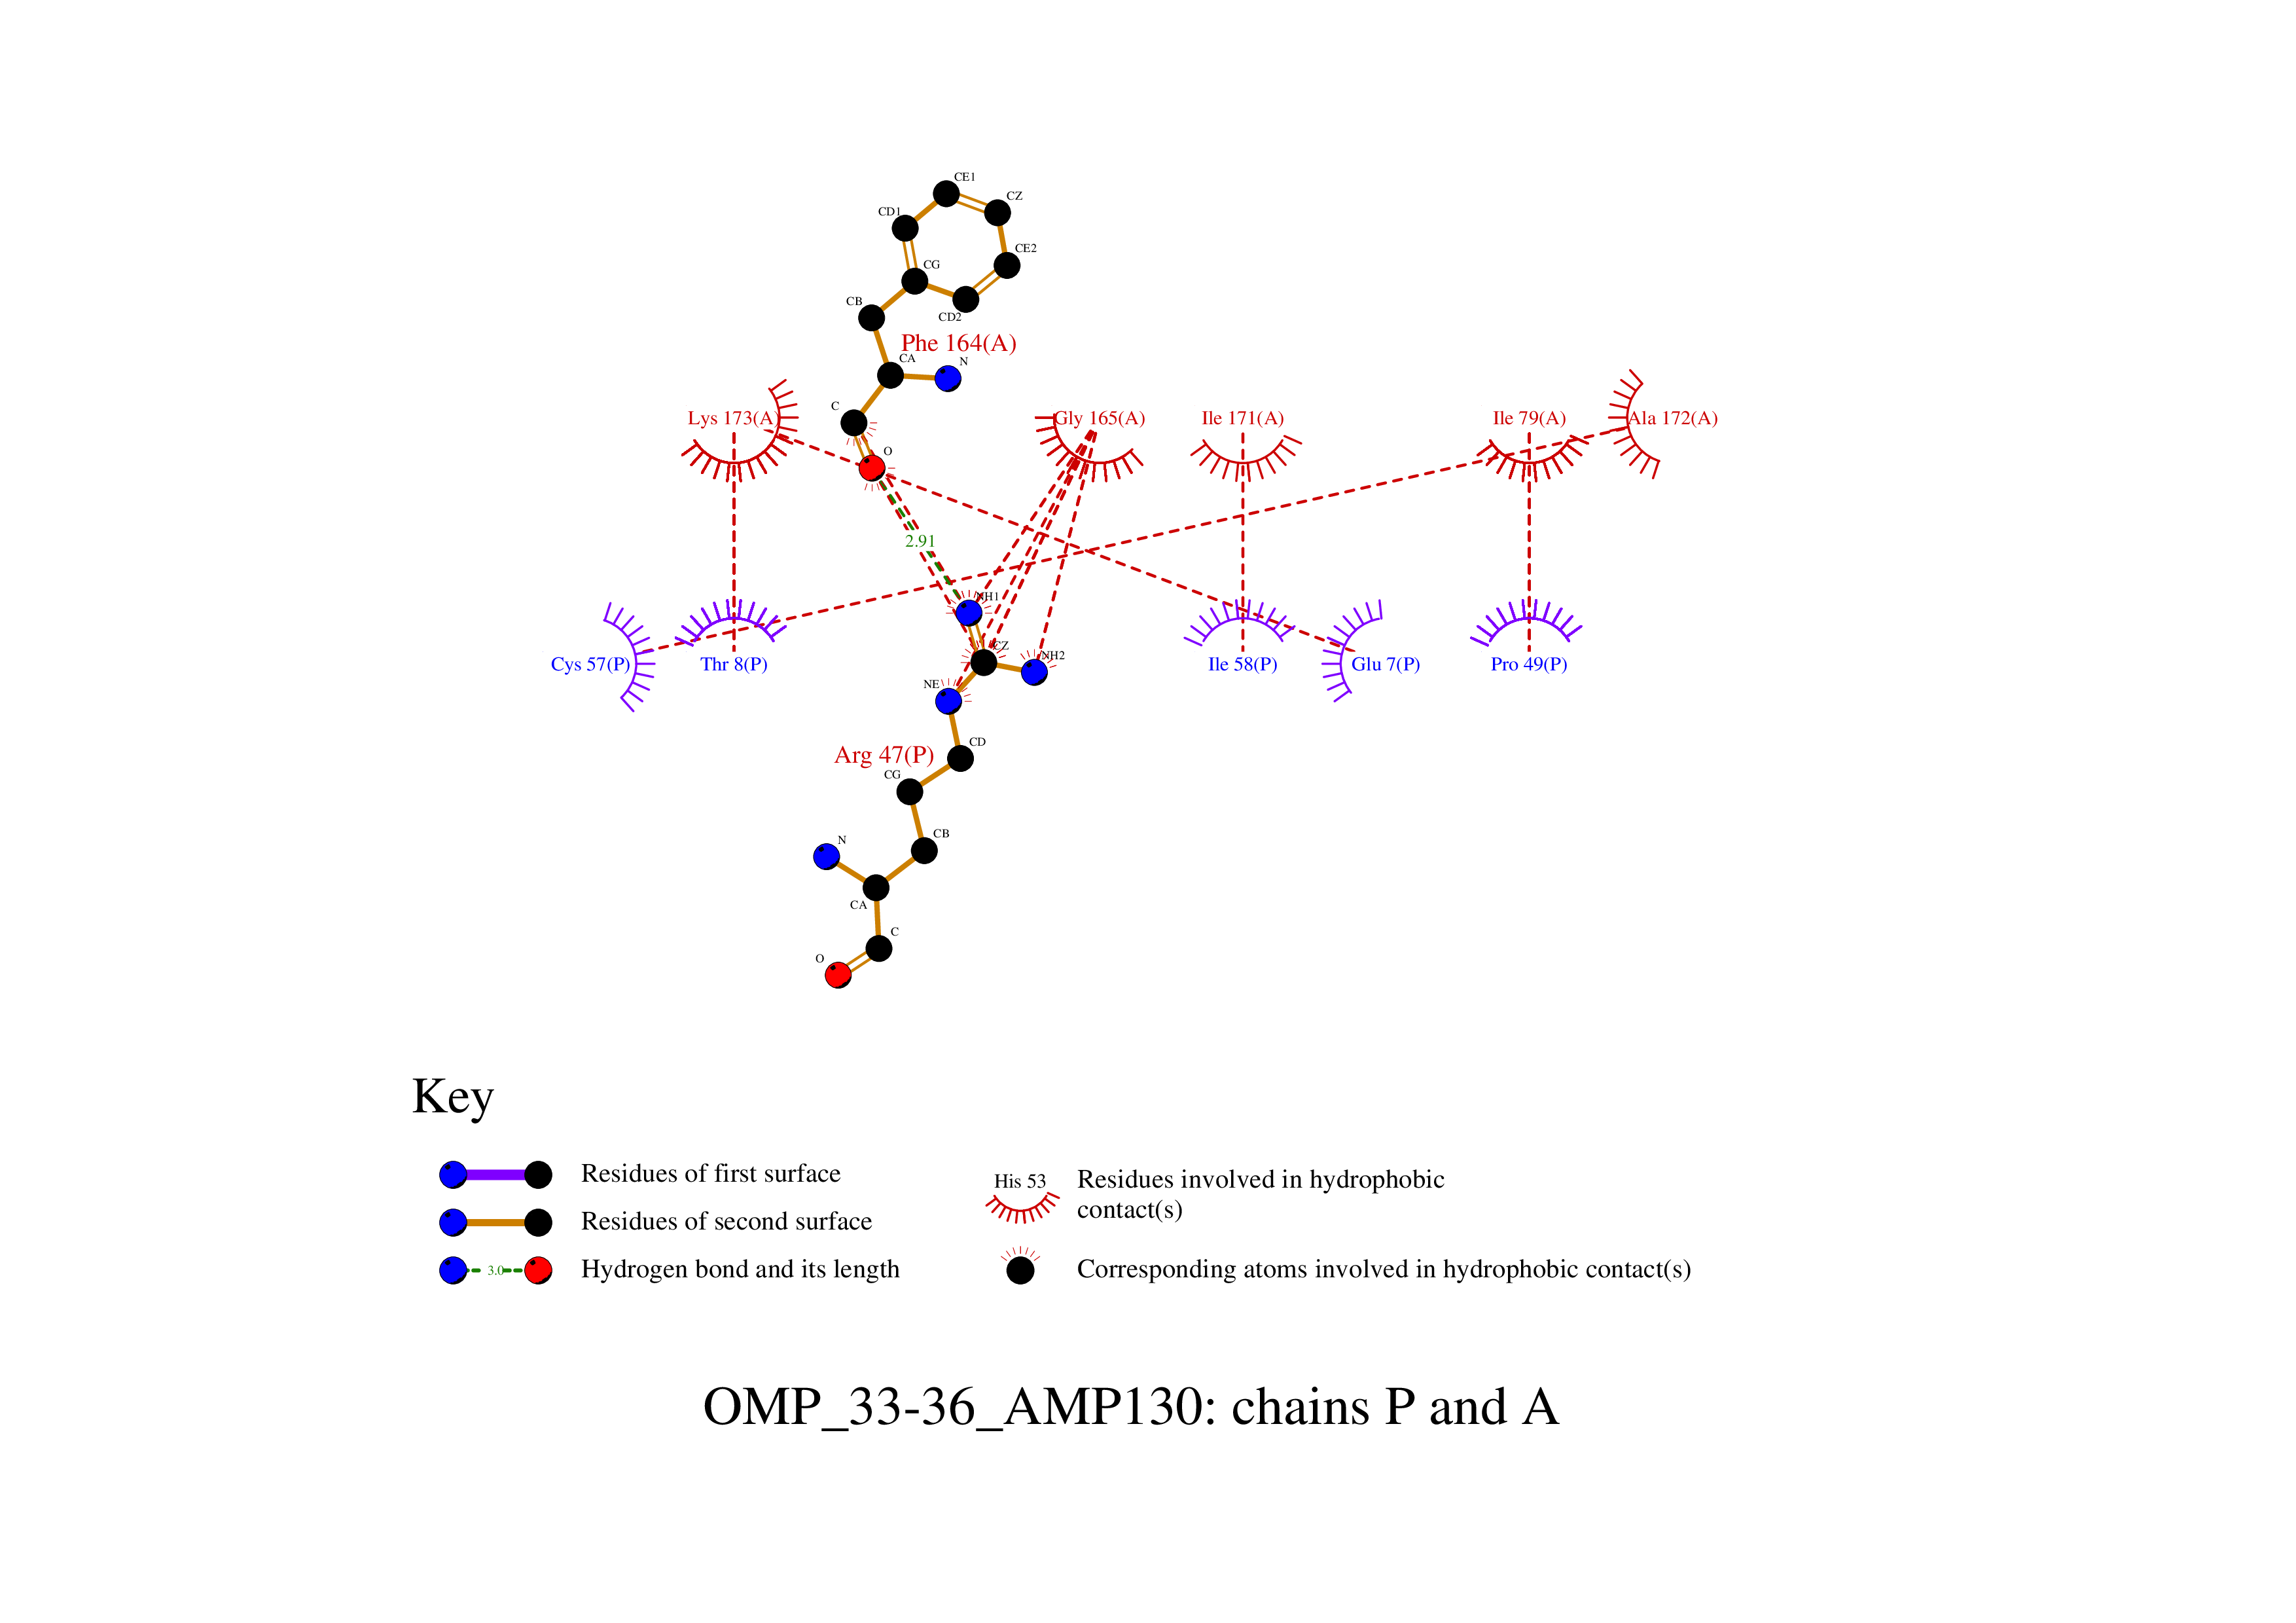 CE1
CZ
CD1
CE2
CG
CB
CD2
Phe 164(A)
CA
N
C
Lys 173(A)
Gly 165(A)
Ile 171(A)
Ile 79(A)
Ala 172(A)
O
2.91
NH1
CZ
NH2
Cys 57(P)
Thr 8(P)
Ile 58(P)
Glu 7(P)
Pro 49(P)
NE
CD
Arg 47(P)
CG
CB
N
CA
C
O
Key
Residues of first surface
Residues of second surface
3.0
Hydrogen bond and its length
His 53
Residues involved in hydrophobic
contact(s)
Corresponding atoms involved in hydrophobic contact(s)
OMP_33-36_AMP130: chains P and A